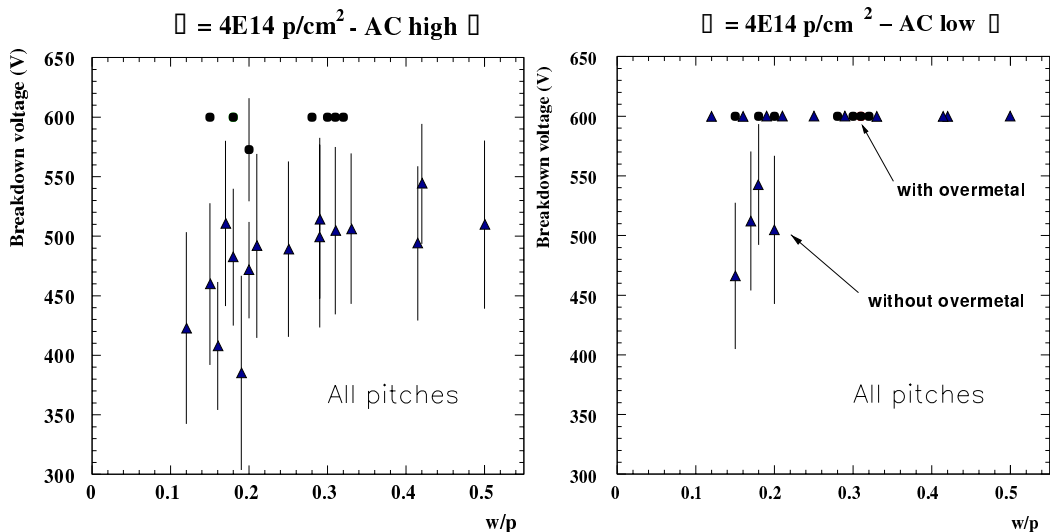 ▯ = 4E14 p/cm² - AC high ▯
Breakdown voltage (V)
650
600
550
500
450
400
350
300
All pitches
0
0.1
0.2
0.3
0.4
0.5
w/p
▯ = 4E14 p/cm ² – AC low ▯
Breakdown voltage (V)
650
600
550
500
450
400
350
300
with overmetal
without overmetal
All pitches
0
0.1
0.2
0.3
0.4
0.5
w/p